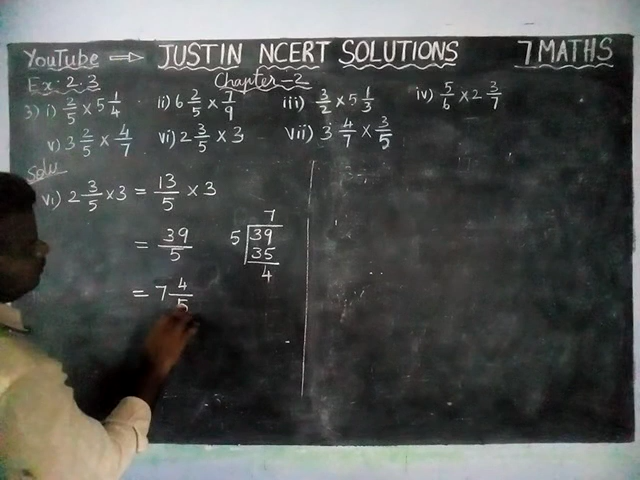 YouTube ⇒ JUSTIN NCERT SOLUTIONS 7 MATHS
Ex: 2.3 Chapter-2
3) i) 2/5 × 5 1/4 ii) 6 2/5 × 7/9 iii) 3/2 × 5 1/3 iv) 5/6 × 2 3/7
v) 3 2/5 × 4/7 vi) 2 3/5 × 3 vii) 3 4/7 × 3/5
Solu
vi) 2 3/5 × 3 = 13/5 × 3
= 39/5
7
5 39
35
4
= 7 4/5